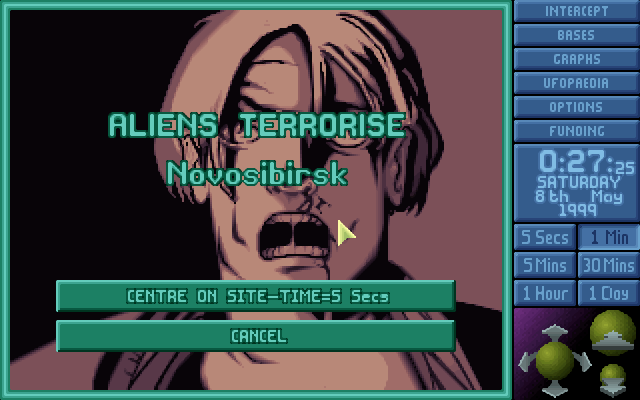 ALIENS TERRORISE
Novosibirsk
CENTRE ON SITE-TIME=5 Secs
CANCEL
INTERCEPT
BASES
GRAPHS
UFOPAEDIA
OPTIONS
FUNDING
0:27:25
SATURDAY
8th May
1999
5 Secs 1 Min
5 Mins 30 Mins
1 Hour 1 Day